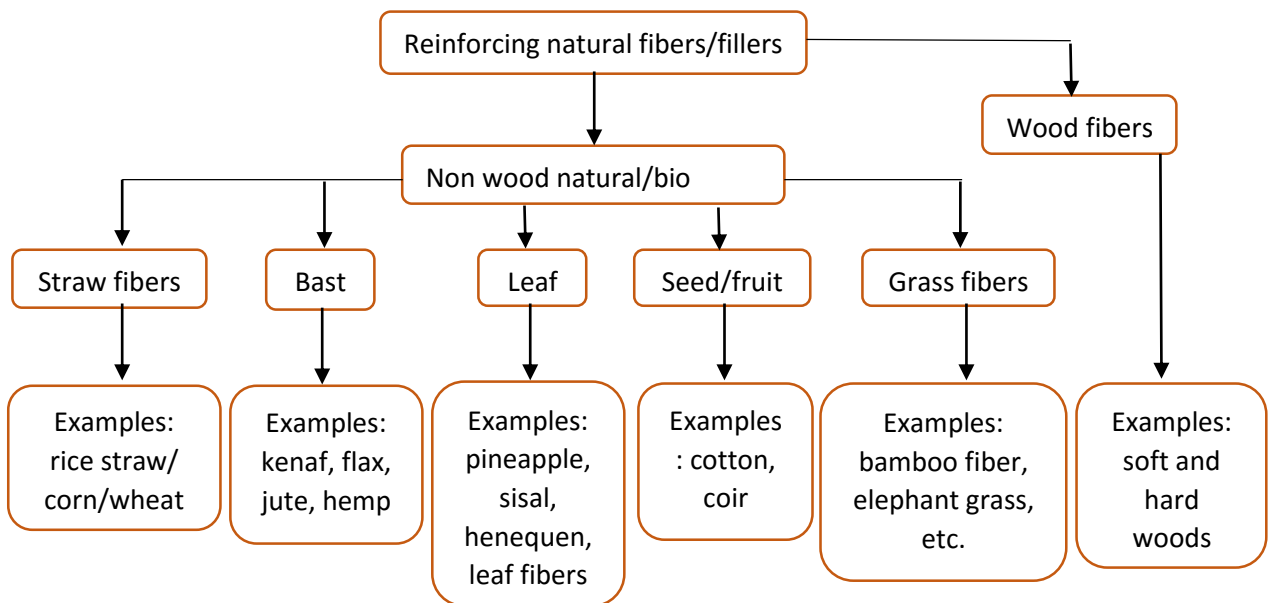 Reinforcing natural fibers/fillers
Wood fibers
Non wood natural/bio
Straw fibers
Bast
Leaf
Seed/fruit
Grass fibers
Examples:
rice straw/
corn/wheat
Examples:
kenaf, flax,
jute, hemp
Examples:
pineapple,
sisal,
henequen,
leaf fibers
Examples
: cotton,
coir
Examples:
bamboo fiber,
elephant grass,
etc.
Examples:
soft and
hard
woods